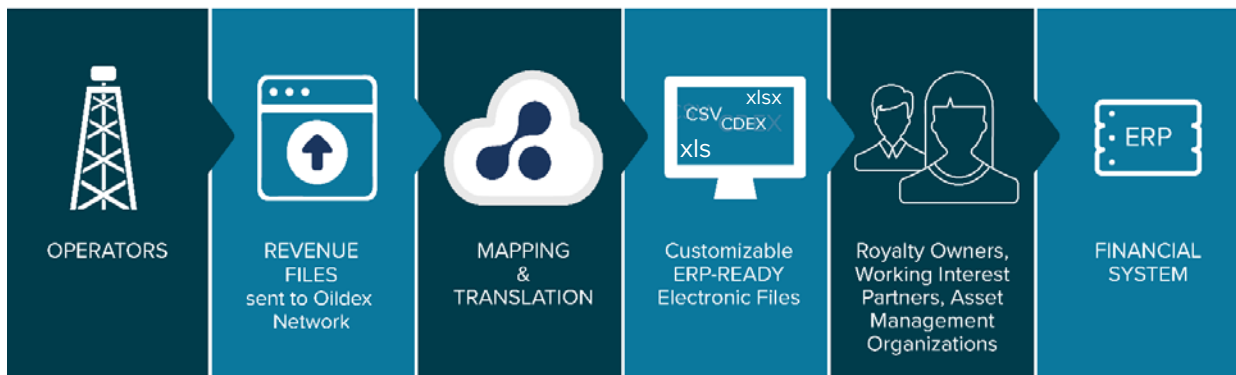 xlsx
CSV
CDEX
xls
ERP
OPERATORS
REVENUE
FILES
sent to Oildex
Network
MAPPING
&
TRANSLATION
Customizable
ERP-READY
Electronic Files
Royalty Owners,
Working Interest
Partners, Asset
Management
Organizations
FINANCIAL
SYSTEM